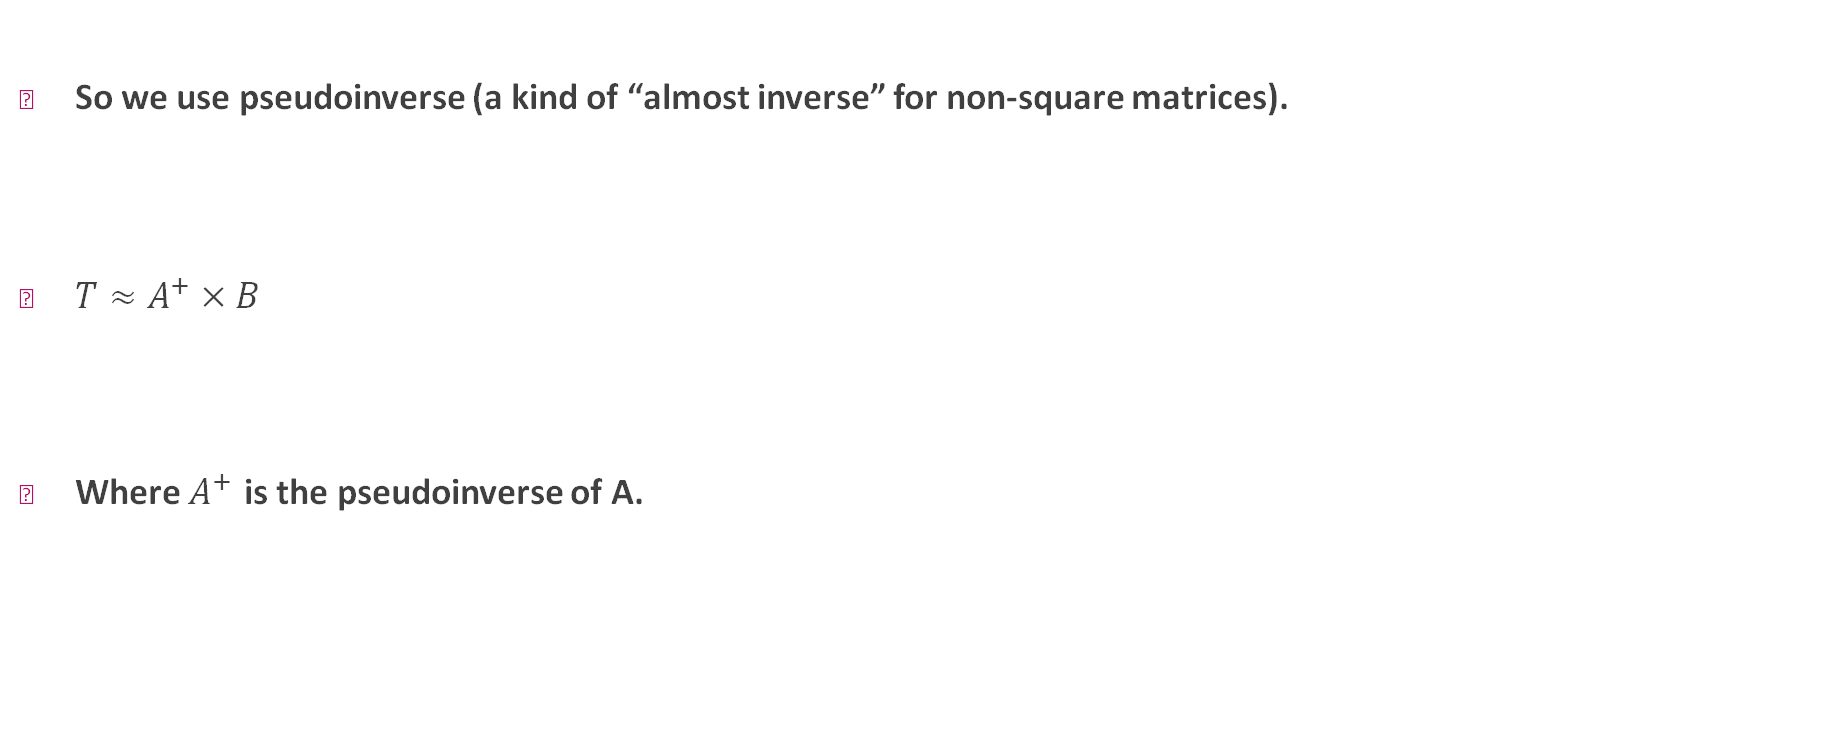 So we use pseudoinverse (a kind of “almost inverse” for non-square matrices).
T ≈ A⁺ × B
Where A⁺ is the pseudoinverse of A.